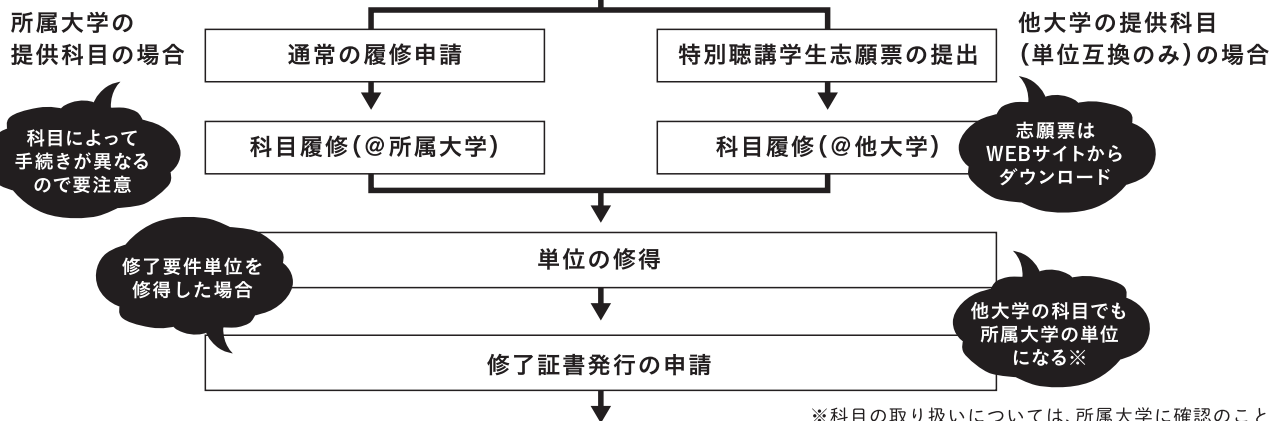 所属大学の
提供科目の場合
通常の履修申請
特別聴講学生志願票の提出
他大学の提供科目
(単位互換のみ)の場合
科目によって
手続きが異なる
ので要注意
科目履修(@所属大学)
科目履修(@他大学)
志願票は
WEBサイトから
ダウンロード
修了要件単位を
修得した場合
単位の修得
他大学の科目でも
所属大学の単位
になる※
修了証書発行の申請
※科目の取り扱いについては、所属大学に確認のこと